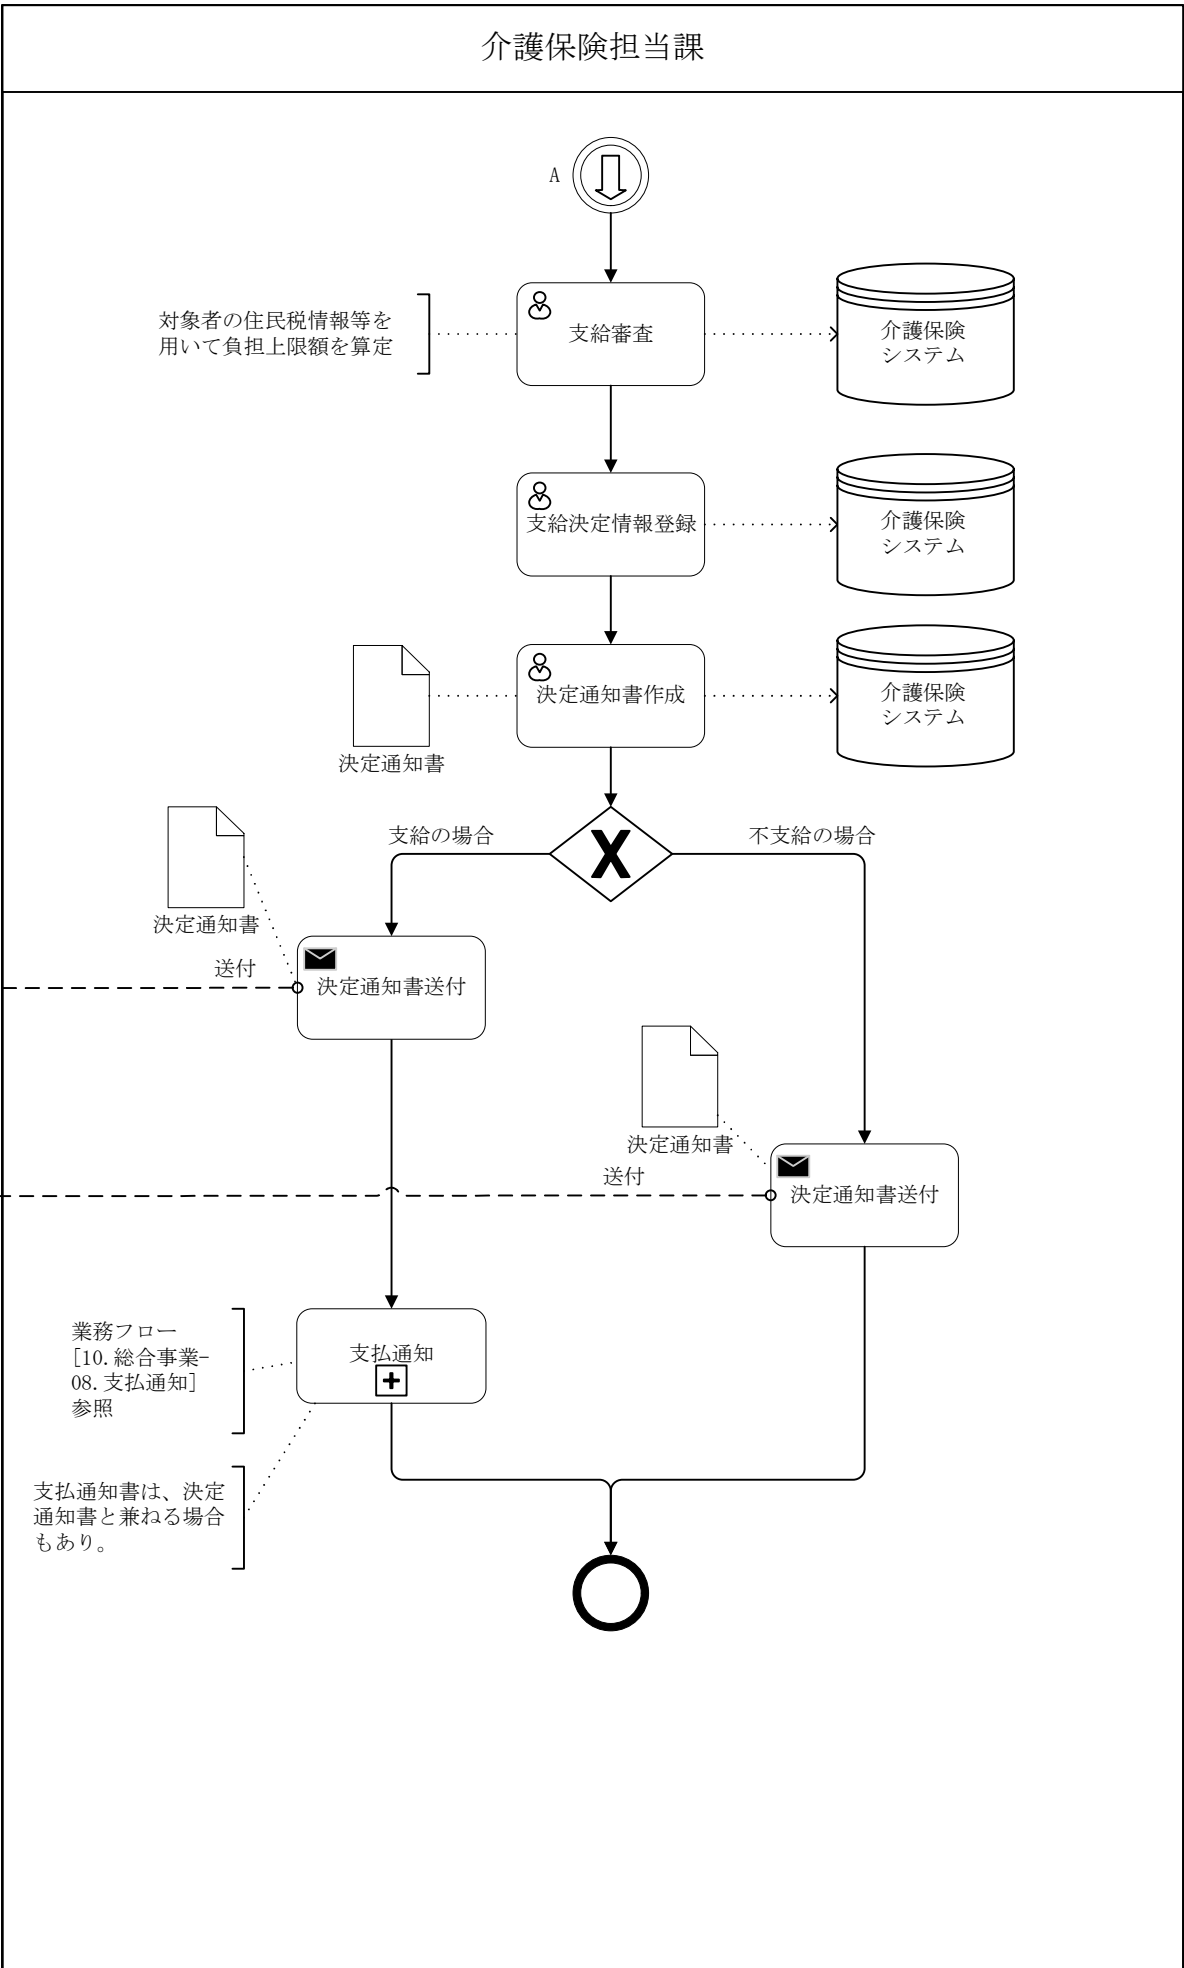 介護保険担当課
A
対象者の住民税情報等を
用いて負担上限額を算定
支給審査
介護保険
システム
支給決定情報登録
介護保険
システム
決定通知書
決定通知書作成
介護保険
システム
支給の場合
X
不支給の場合
決定通知書
送付
決定通知書送付
決定通知書
送付
決定通知書送付
業務フロー
[10.総合事業-
08.支払通知]
参照
支払通知
支払通知書は、決定
通知書と兼ねる場合
もあり。